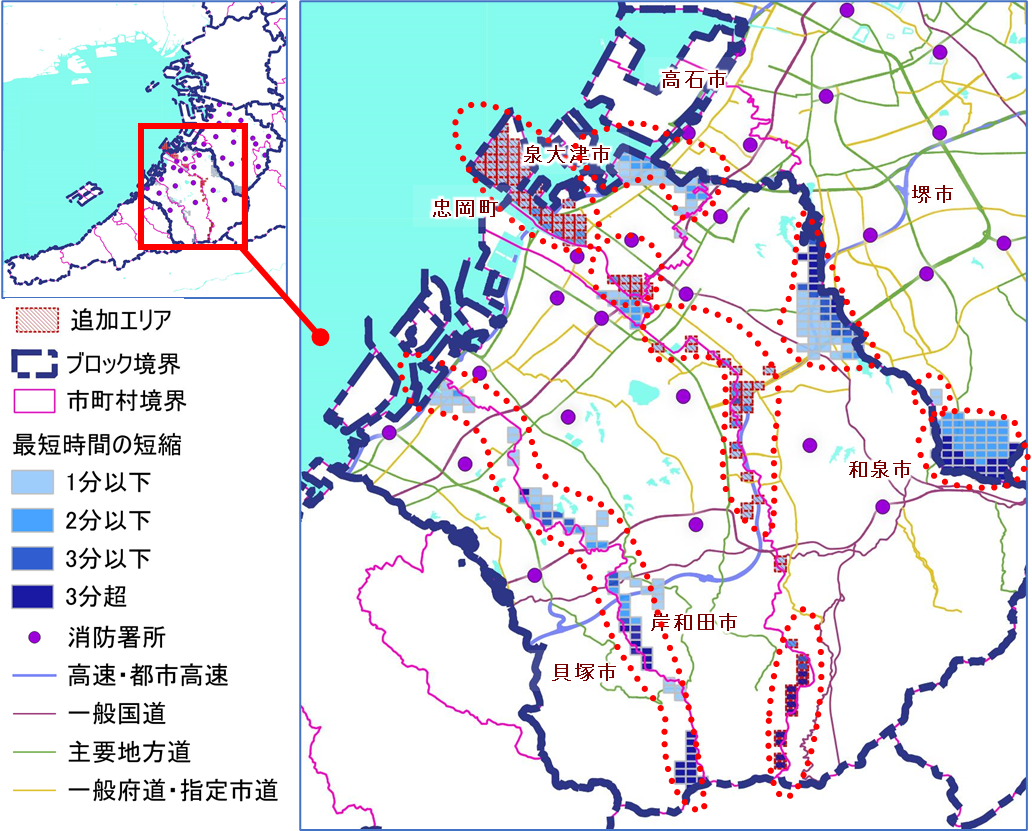 追加エリア
ブロック境界
市町村境界
最短時間の短縮
1分以下
2分以下
3分以下
3分超
消防署所
高速・都市高速
一般国道
主要地方道
一般府道・指定市道
高石市
泉大津市
忠岡町
堺市
和泉市
岸和田市
貝塚市